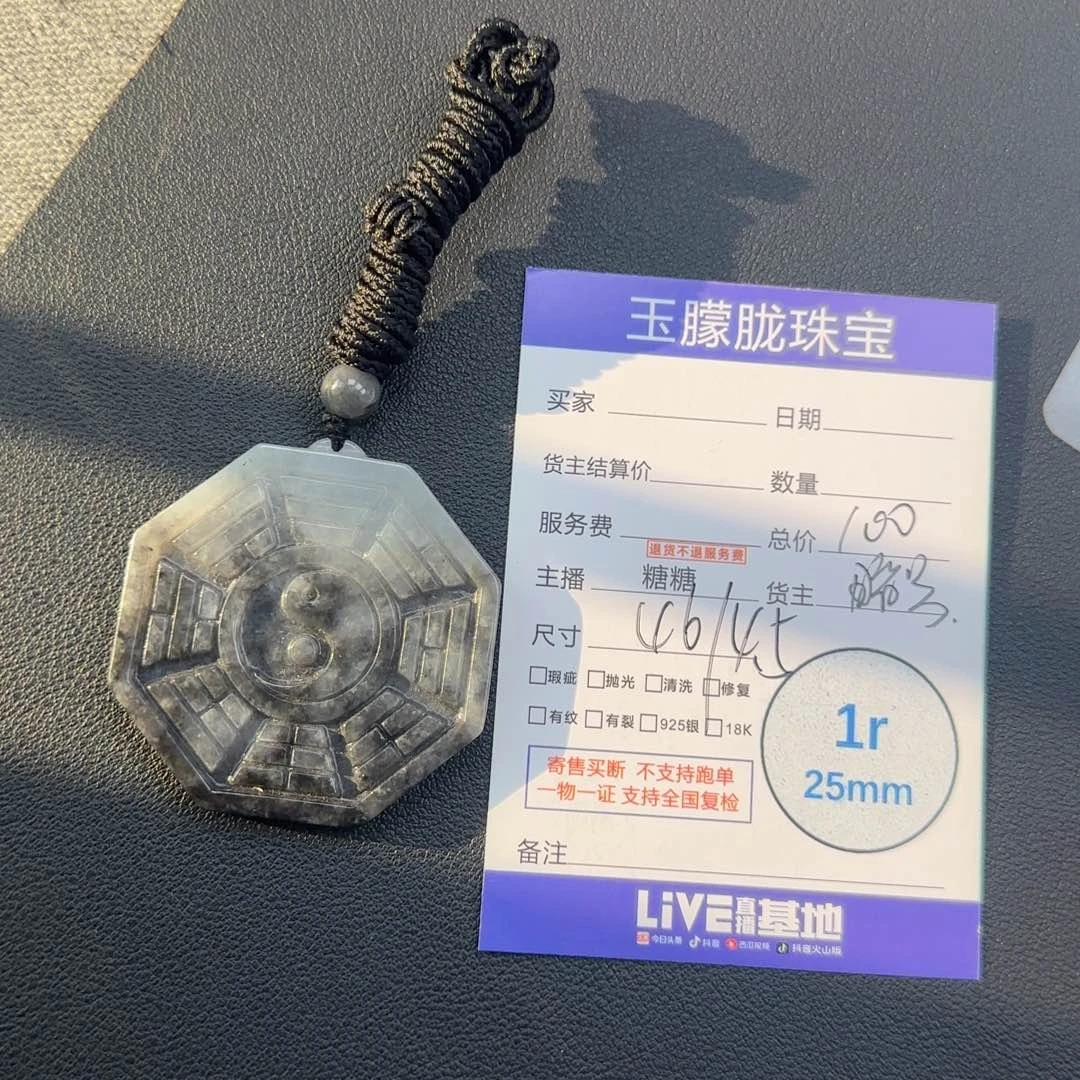 玉朦胧珠宝
买家 日期
货主结算价 数量
服务费 总价 100
退货不退服务费
主播 糖糖 货主
尺寸 46/45
瑕疵 抛光 清洗 修复
有纹 有裂 925银 18K
1r
25mm
寄售买断 不支持跑单
一物一证 支持全国复检
备注
LiVE直播基地
今日头条 抖音 西瓜视频 抖音火山版